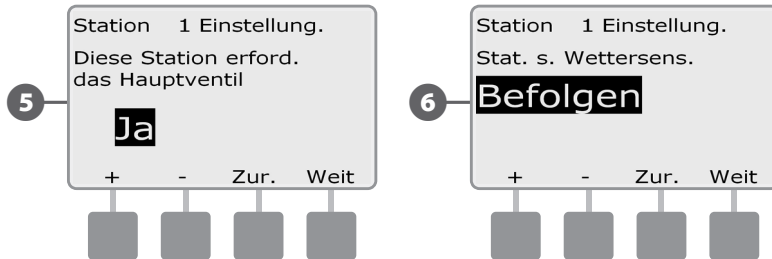 5
Station 1 Einstellung.
Diese Station erford.
das Hauptventil
Ja
+ - Zur. Weit
6
Station 1 Einstellung.
Stat. s. Wettersens.
Befolgen
+ - Zur. Weit